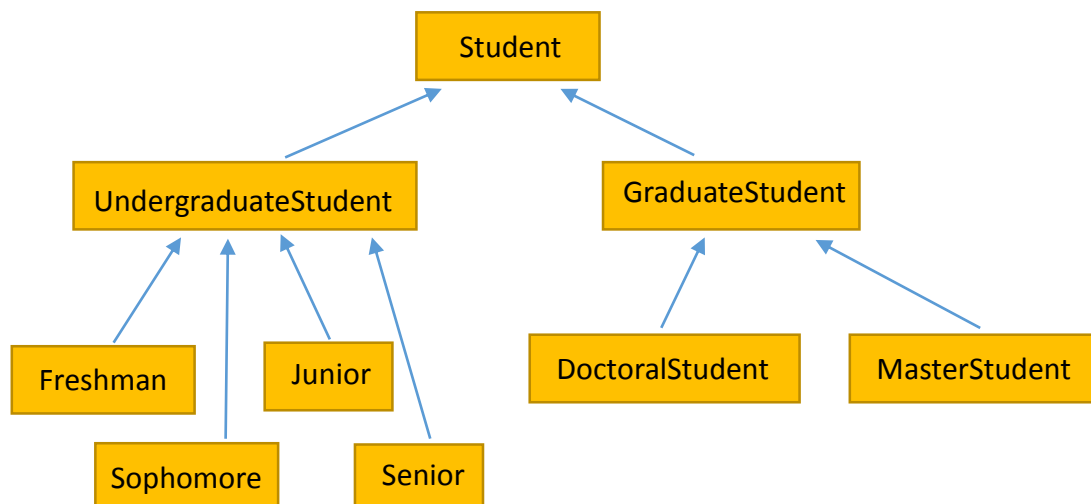 Student
UndergraduateStudent
GraduateStudent
Freshman
Junior
DoctoralStudent
MasterStudent
Sophomore
Senior